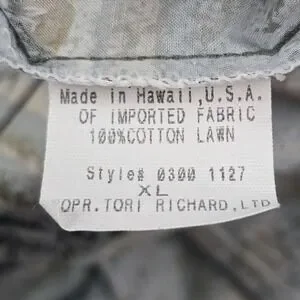 Made in Hawaii, U.S.A.
OF IMPORTED FABRIC
100%COTTON LAWN
Style# 0300 1127
XL
OPR.TORI RICHARD,LTD